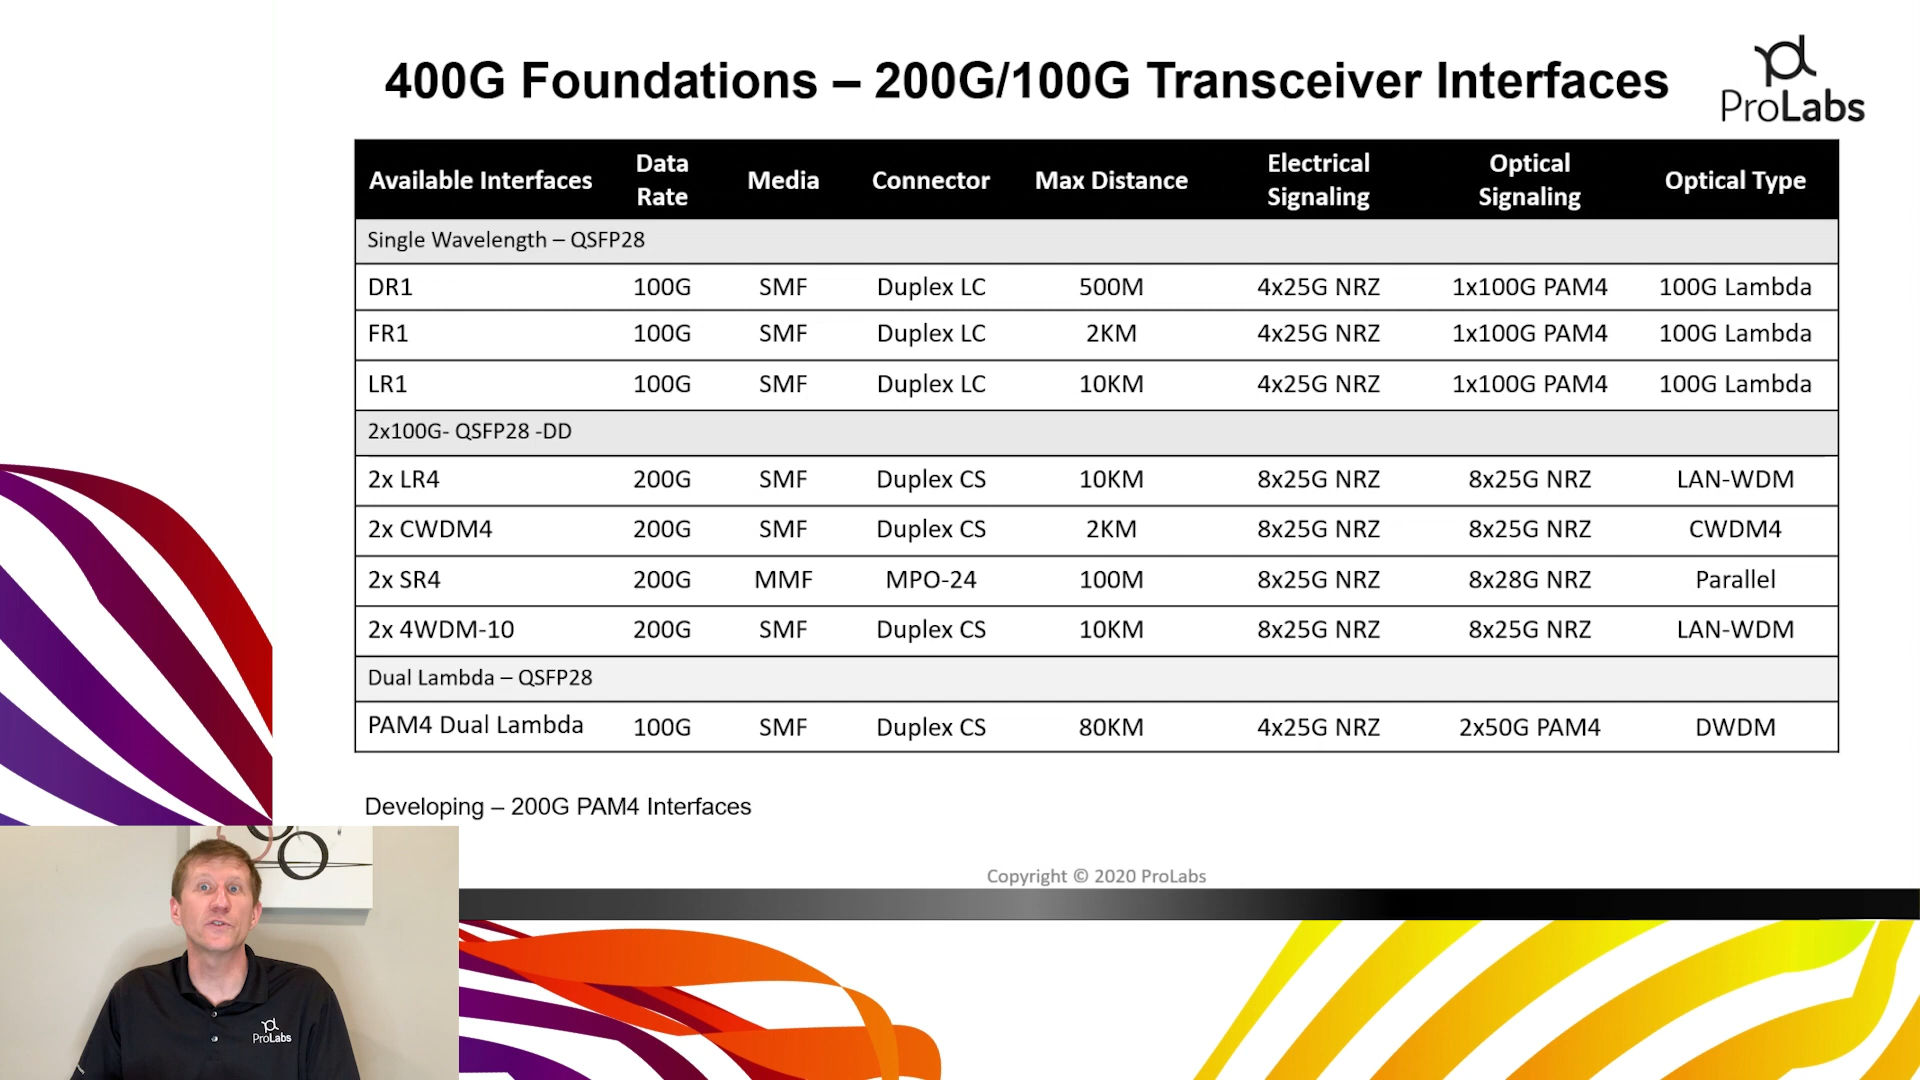 400G Foundations – 200G/100G Transceiver Interfaces
ProLabs
Available Interfaces Data Rate Media Connector Max Distance Electrical Signaling Optical Signaling Optical Type
Single Wavelength – QSFP28
DR1 100G SMF Duplex LC 500M 4x25G NRZ 1x100G PAM4 100G Lambda
FR1 100G SMF Duplex LC 2KM 4x25G NRZ 1x100G PAM4 100G Lambda
LR1 100G SMF Duplex LC 10KM 4x25G NRZ 1x100G PAM4 100G Lambda
2x100G- QSFP28 -DD
2x LR4 200G SMF Duplex CS 10KM 8x25G NRZ 8x25G NRZ LAN-WDM
2x CWDM4 200G SMF Duplex CS 2KM 8x25G NRZ 8x25G NRZ CWDM4
2x SR4 200G MMF MPO-24 100M 8x25G NRZ 8x28G NRZ Parallel
2x 4WDM-10 200G SMF Duplex CS 10KM 8x25G NRZ 8x25G NRZ LAN-WDM
Dual Lambda – QSFP28
PAM4 Dual Lambda 100G SMF Duplex CS 80KM 4x25G NRZ 2x50G PAM4 DWDM
Developing – 200G PAM4 Interfaces
Copyright © 2020 ProLabs
ProLabs